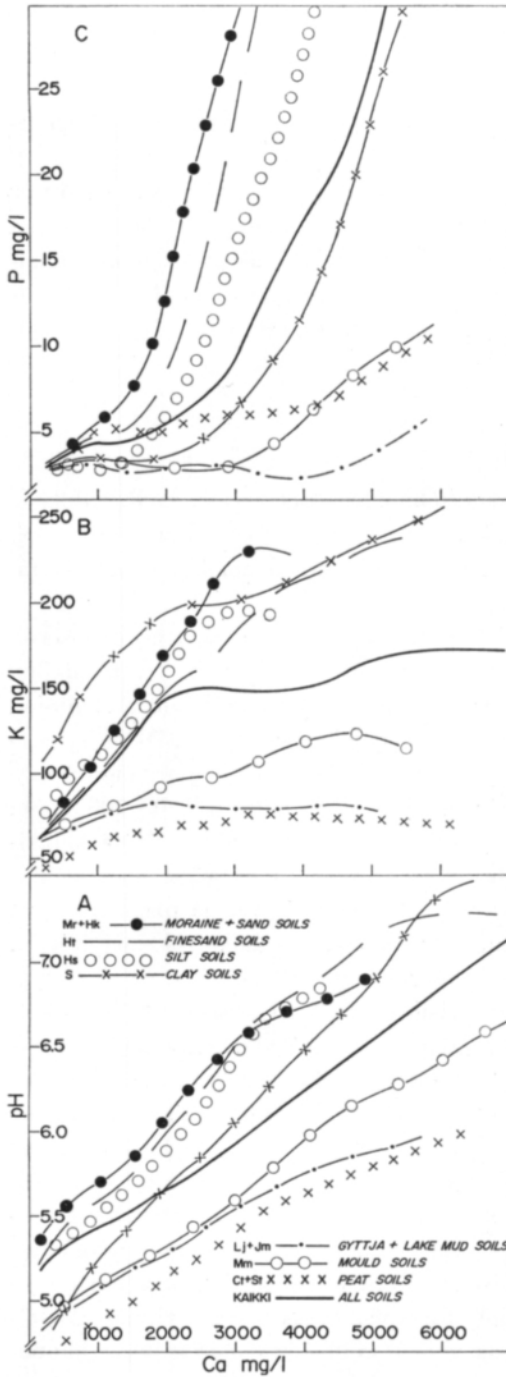 C
25
20
15
10
5
P mg/l
B
250
200
150
100
50
K mg/l
A
Mr+Hk MORAINE + SAND SOILS
Ht FINESAND SOILS
Hs SILT SOILS
S CLAY SOILS
7.0
6.5
6.0
5.5
5.0
pH
Lj+Jm GYTTJA + LAKE MUD SOILS
Mm MOULD SOILS
Ct+St PEAT SOILS
KAIKKI ALL SOILS
1000 2000 3000 4000 5000 6000
Ca mg/l